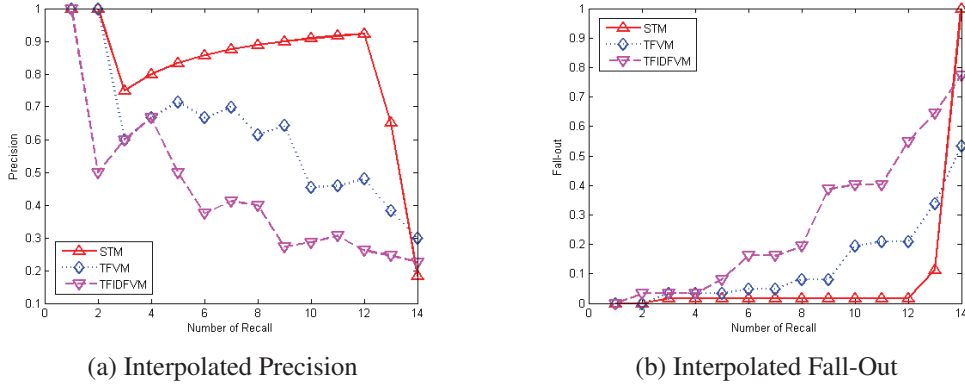 1
0.9
0.8
0.7
0.6
0.5
0.4
0.3
0.2
0.1
Precision
STM
TFVM
TFIDFVM
0 2 4 6 8 10 12 14
Number of Recall
(a) Interpolated Precision
1
0.9
0.8
0.7
0.6
0.5
0.4
0.3
0.2
0.1
0
Fall-out
STM
TFVM
TFIDFVM
0 2 4 6 8 10 12 14
Number of Recall
(b) Interpolated Fall-Out